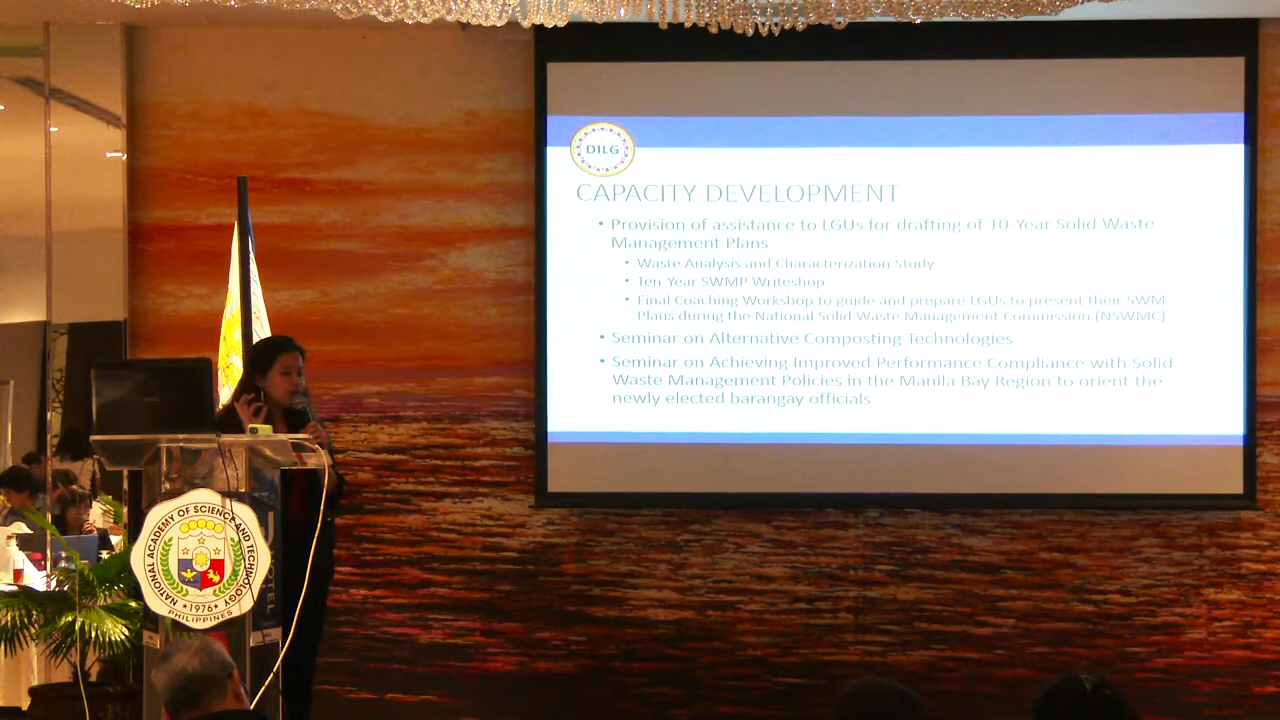 DILG
CAPACITY DEVELOPMENT
• Provision of assistance to LGUs for drafting of 10-Year Solid Waste
Management Plans
• Waste Analysis and Characterization Study
• Ten-Year SWMP Writeshop
• Final Coaching Workshop to guide and prepare LGUs to present their SWM
Plans during the National Solid Waste Management Commission (NSWMC)
• Seminar on Alternative Composting Technologies
• Seminar on Achieving Improved Performance Compliance with Solid
Waste Management Policies in the Manila Bay Region to orient the
newly elected barangay officials
NATIONAL ACADEMY OF SCIENCE AND TECHNOLOGY
★1976★
PHILIPPINES
HOTEL